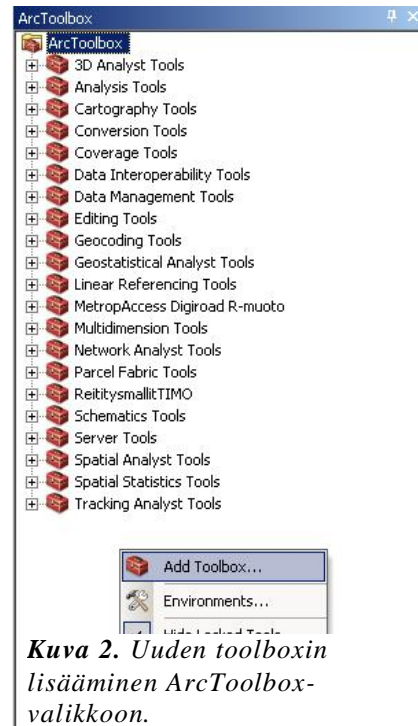 ArcToolbox
ArcToolbox
3D Analyst Tools
Analysis Tools
Cartography Tools
Conversion Tools
Coverage Tools
Data Interoperability Tools
Data Management Tools
Editing Tools
Geocoding Tools
Geostatistical Analyst Tools
Linear Referencing Tools
MetropAccess Digiroad R-muoto
Multidimension Tools
Network Analyst Tools
Parcel Fabric Tools
ReititysmallitTIMO
Schematics Tools
Server Tools
Spatial Analyst Tools
Spatial Statistics Tools
Tracking Analyst Tools
Add Toolbox...
Environments...
Hide Locked Tools
Kuva 2. Uuden toolboxin
lisääminen ArcToolbox-
valikkoon.